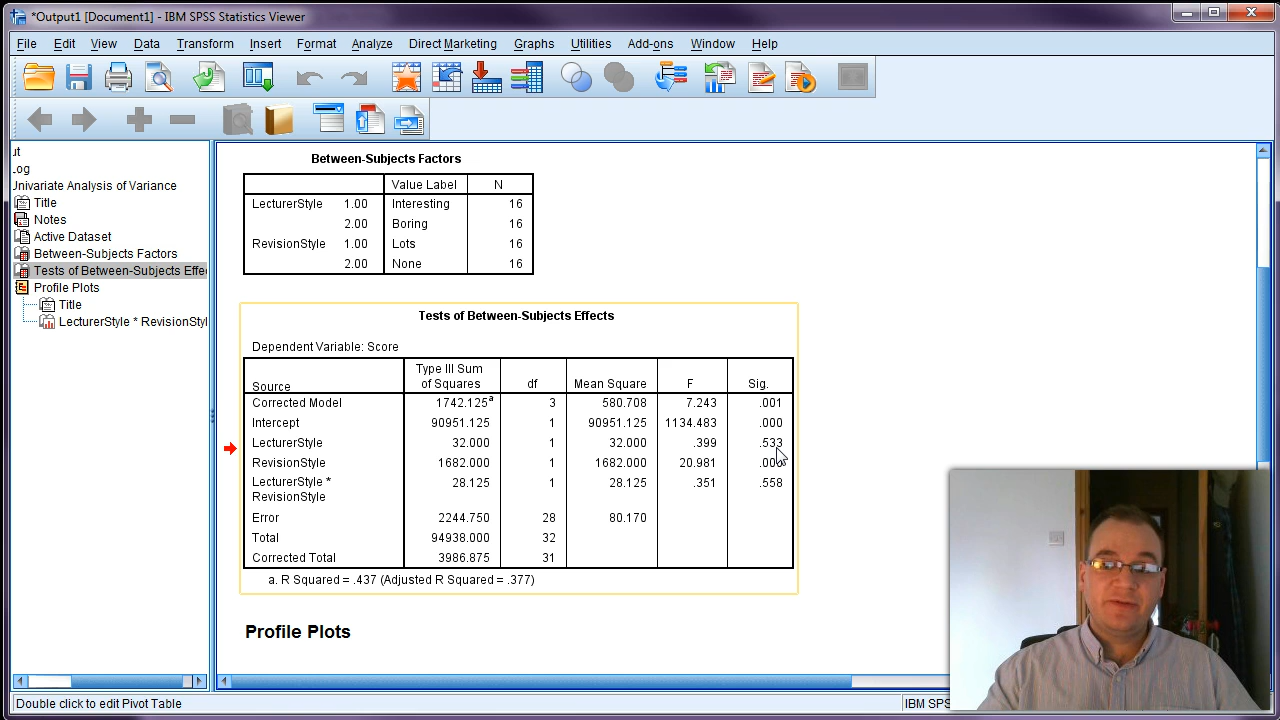 *Output1 [Document1] - IBM SPSS Statistics Viewer
File Edit View Data Transform Insert Format Analyze Direct Marketing Graphs Utilities Add-ons Window Help
ut
Log
Univariate Analysis of Variance
Title
Notes
Active Dataset
Between-Subjects Factors
Tests of Between-Subjects Effe
Profile Plots
Title
LecturerStyle * RevisionStyl
Between-Subjects Factors
Value Label N
LecturerStyle 1.00 Interesting 16
2.00 Boring 16
RevisionStyle 1.00 Lots 16
2.00 None 16
Tests of Between-Subjects Effects
Dependent Variable: Score
Source Type III Sum of Squares df Mean Square F Sig.
Corrected Model 1742.125a 3 580.708 7.243 .001
Intercept 90951.125 1 90951.125 1134.483 .000
LecturerStyle 32.000 1 32.000 .399 .533
RevisionStyle 1682.000 1 1682.000 20.981 .000
LecturerStyle * RevisionStyle 28.125 1 28.125 .351 .558
Error 2244.750 28 80.170
Total 94938.000 32
Corrected Total 3986.875 31
a. R Squared = .437 (Adjusted R Squared = .377)
Profile Plots
Double click to edit Pivot Table
IBM SPS